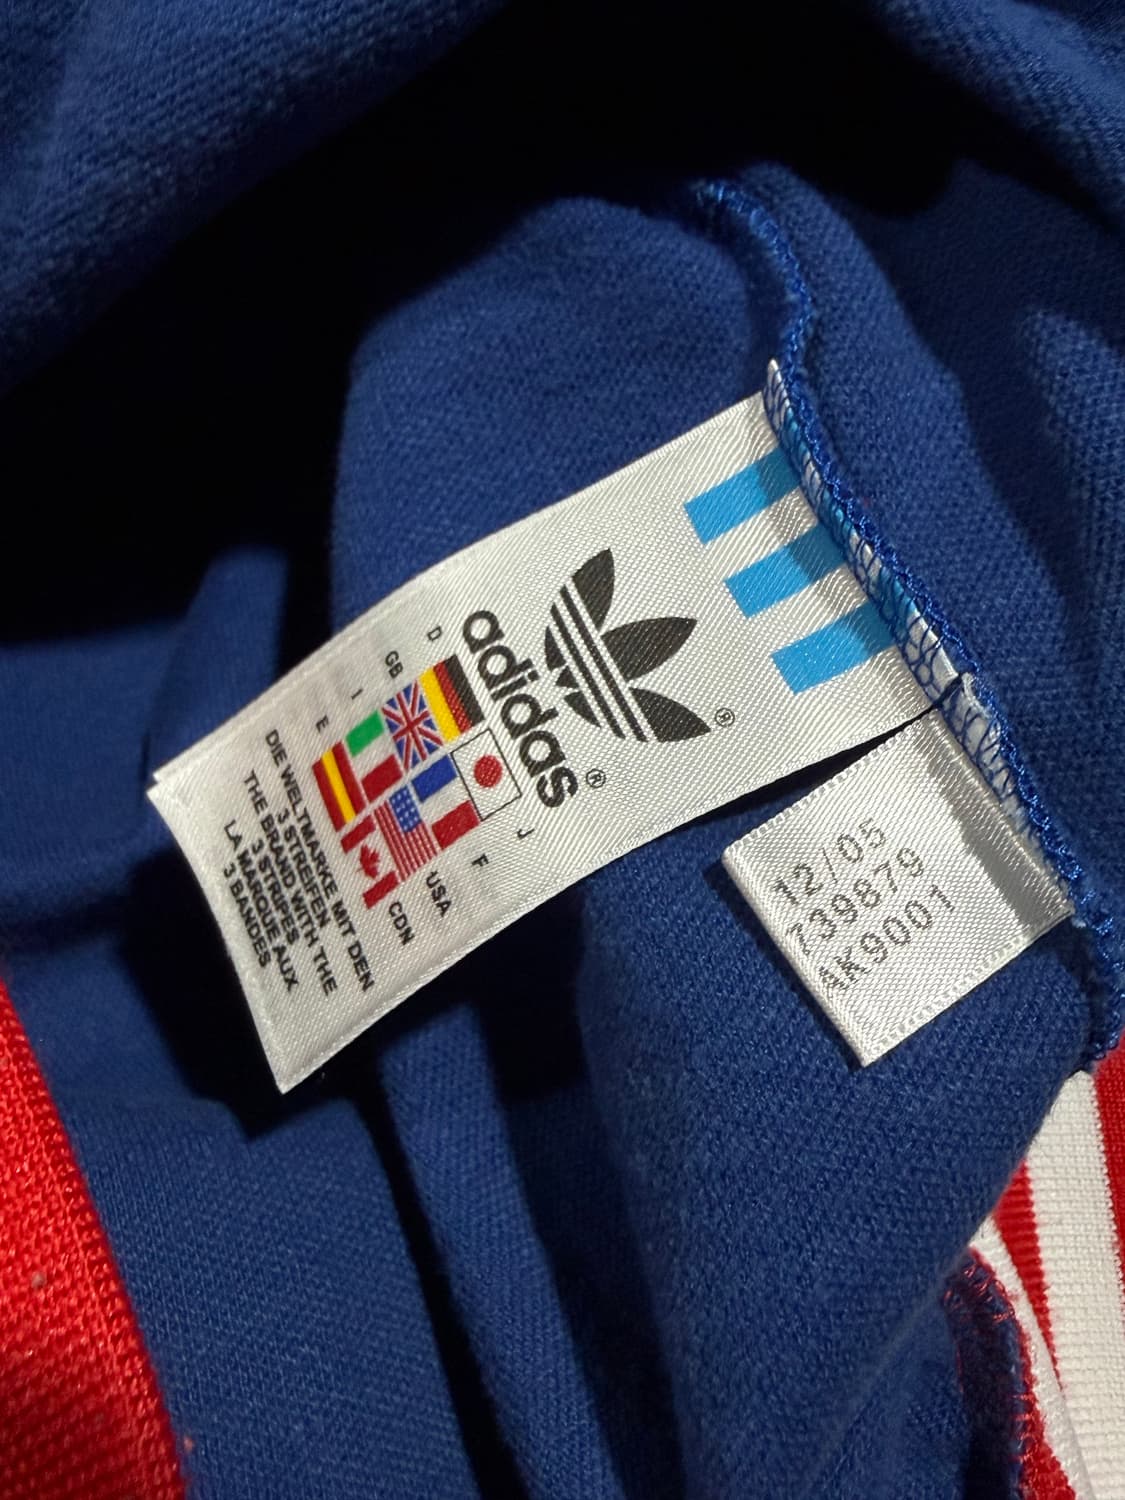 adidas®
®
D
J
GB
F
I
USA
E
CDN
DIE WELTMARKE MIT DEN
3 STREIFEN
THE BRAND WITH THE
3 STRIPES
LA MARQUE AUX
3 BANDES
12/05
739879
AK9001